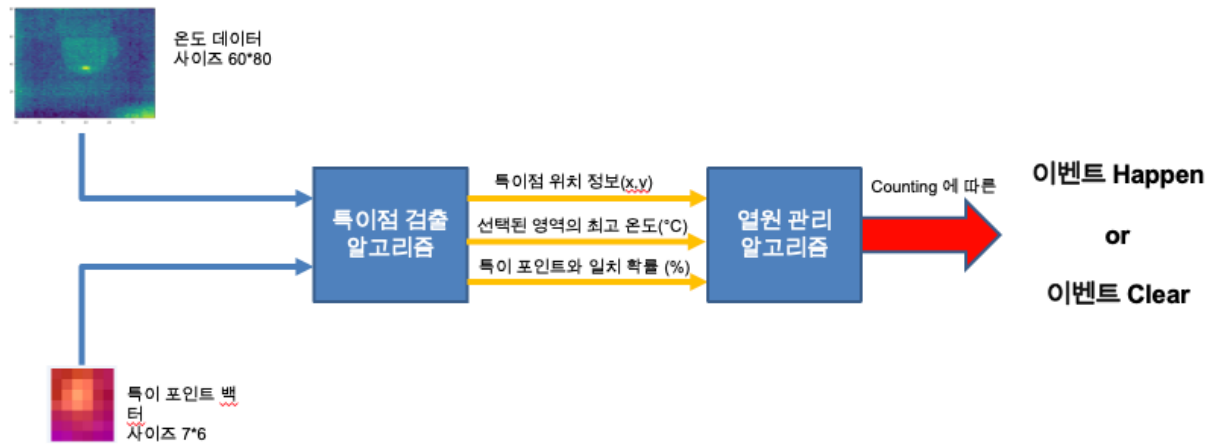 온도 데이터
사이즈 60*80
특이점 검출
알고리즘
특이점 위치 정보(x,y)
선택된 영역의 최고 온도(°C)
특이 포인트와 일치 확률 (%)
열원 관리
알고리즘
Counting 에 따른
이벤트 Happen
or
이벤트 Clear
특이 포인트 백
터
사이즈 7*6